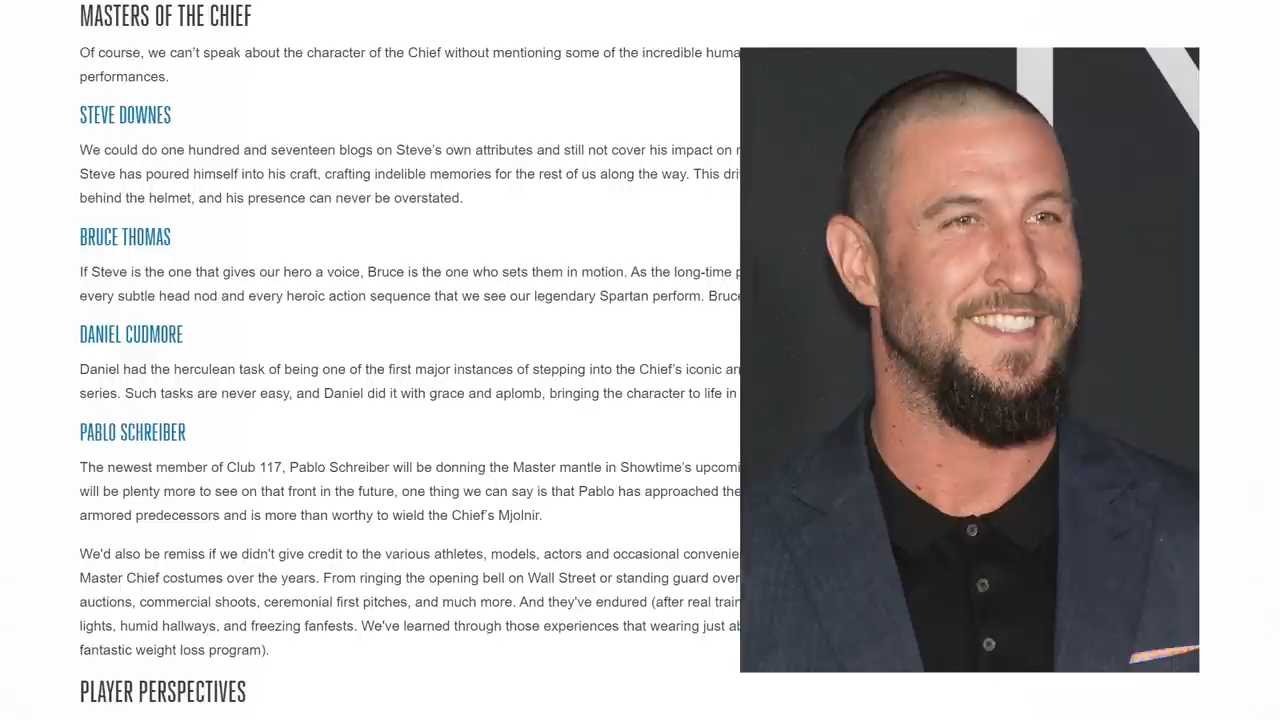 MASTERS OF THE CHIEF
Of course, we can't speak about the character of the Chief without mentioning some of the incredible huma
performances.
STEVE DOWNES
We could do one hundred and seventeen blogs on Steve's own attributes and still not cover his impact on
Steve has poured himself into his craft, crafting indelible memories for the rest of us along the way. This dri
behind the helmet, and his presence can never be overstated.
BRUCE THOMAS
If Steve is the one that gives our hero a voice, Bruce is the one who sets them in motion. As the long-time
every subtle head nod and every heroic action sequence that we see our legendary Spartan perform. Bruce
DANIEL CUDMORE
Daniel had the herculean task of being one of the first major instances of stepping into the Chief's iconic ar
series. Such tasks are never easy, and Daniel did it with grace and aplomb, bringing the character to life in
PABLO SCHREIBER
The newest member of Club 117, Pablo Schreiber will be donning the Master mantle in Showtime's upcomi
will be plenty more to see on that front in the future, one thing we can say is that Pablo has approached the
armored predecessors and is more than worthy to wield the Chief's Mjolnir.
We'd also be remiss if we didn't give credit to the various athletes, models, actors and occasional convenie
Master Chief costumes over the years. From ringing the opening bell on Wall Street or standing guard over
auctions, commercial shoots, ceremonial first pitches, and much more. And they've endured (after real train
lights, humid hallways, and freezing fanfests. We've learned through those experiences that wearing just ab
fantastic weight loss program).
PLAYER PERSPECTIVES